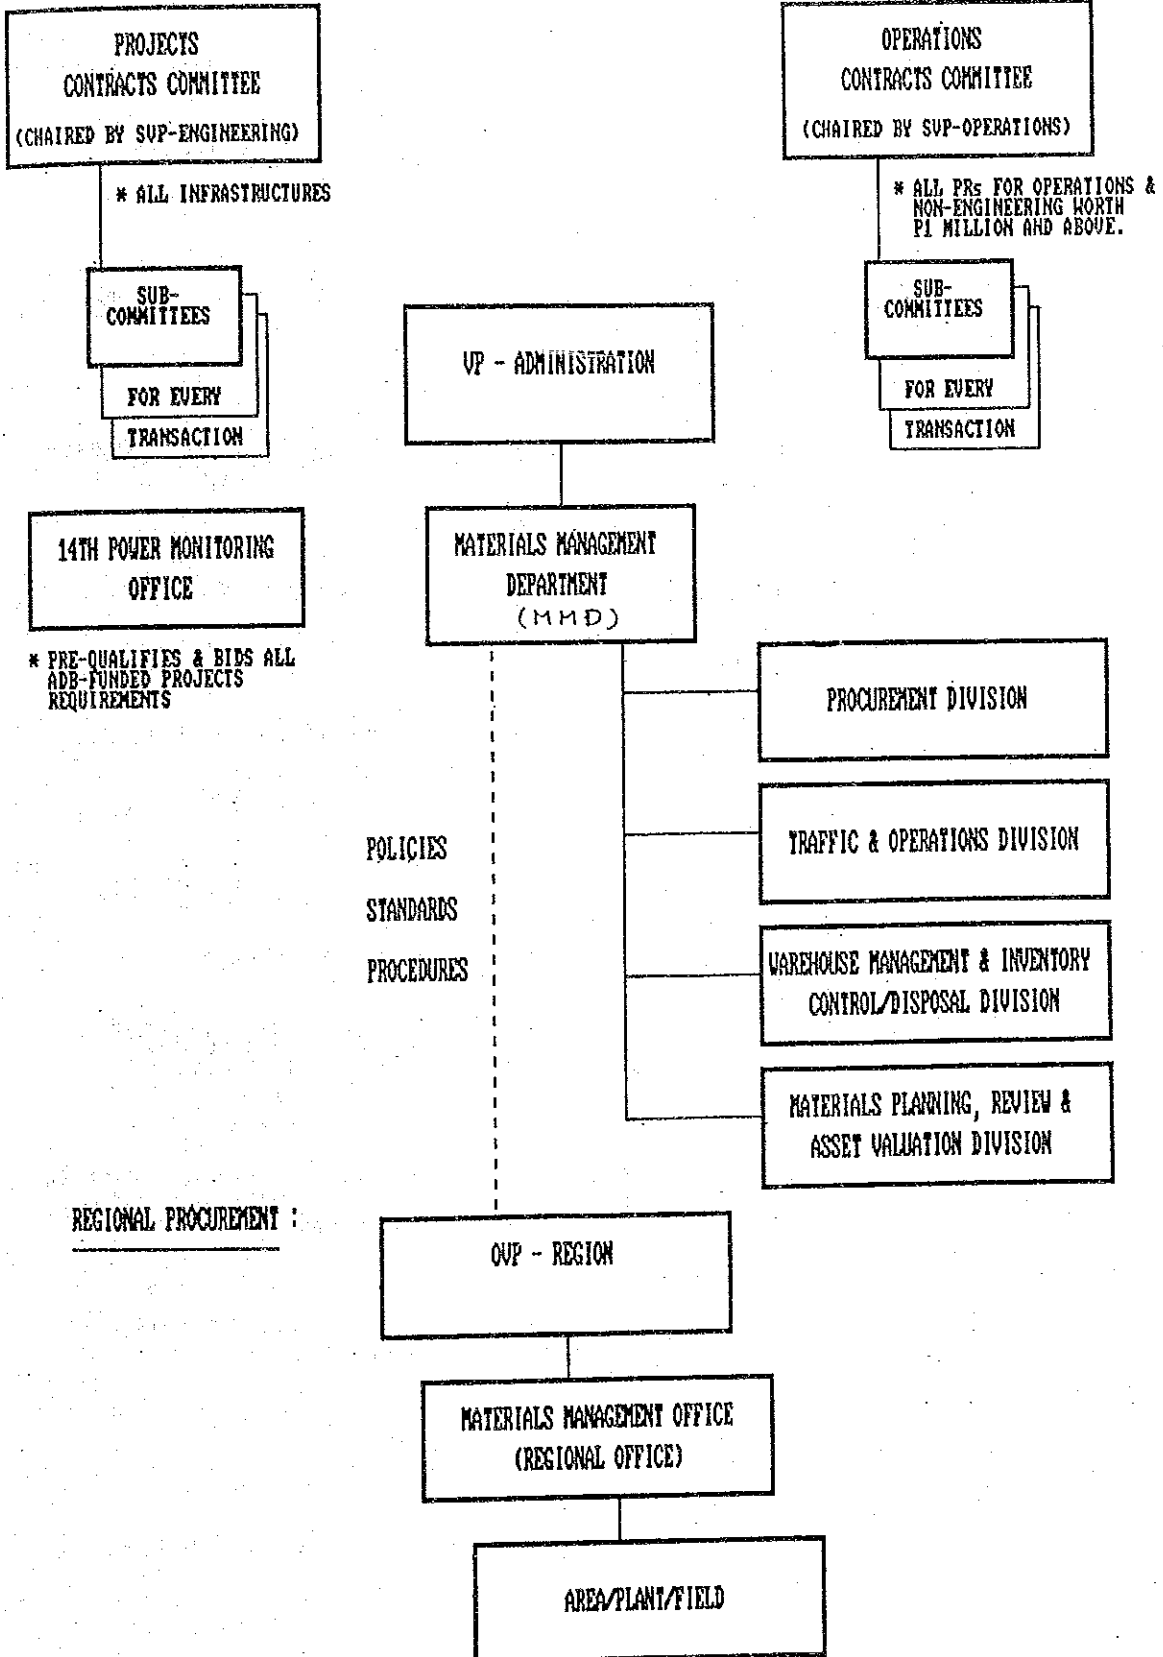 PROJECTS
CONTRACTS COMMITTEE
(CHAIRED BY SVP-ENGINEERING)
* ALL INFRASTRUCTURES
SUB-
COMMITTEES
FOR EVERY
TRANSACTION
OPERATIONS
CONTRACTS COMMITTEE
(CHAIRED BY SVP-OPERATIONS)
* ALL PRs FOR OPERATIONS &
NON-ENGINEERING WORTH
P1 MILLION AND ABOVE.
SUB-
COMMITTEES
FOR EVERY
TRANSACTION
VP - ADMINISTRATION
14TH POWER MONITORING
OFFICE
* PRE-QUALIFIES & BIDS ALL
ADB-FUNDED PROJECTS
REQUIREMENTS
MATERIALS MANAGEMENT
DEPARTMENT
(MMD)
PROCUREMENT DIVISION
TRAFFIC & OPERATIONS DIVISION
WAREHOUSE MANAGEMENT & INVENTORY
CONTROL/DISPOSAL DIVISION
MATERIALS PLANNING, REVIEW &
ASSET VALUATION DIVISION
POLICIES
STANDARDS
PROCEDURES
REGIONAL PROCUREMENT :
OVP - REGION
MATERIALS MANAGEMENT OFFICE
(REGIONAL OFFICE)
AREA/PLANT/FIELD